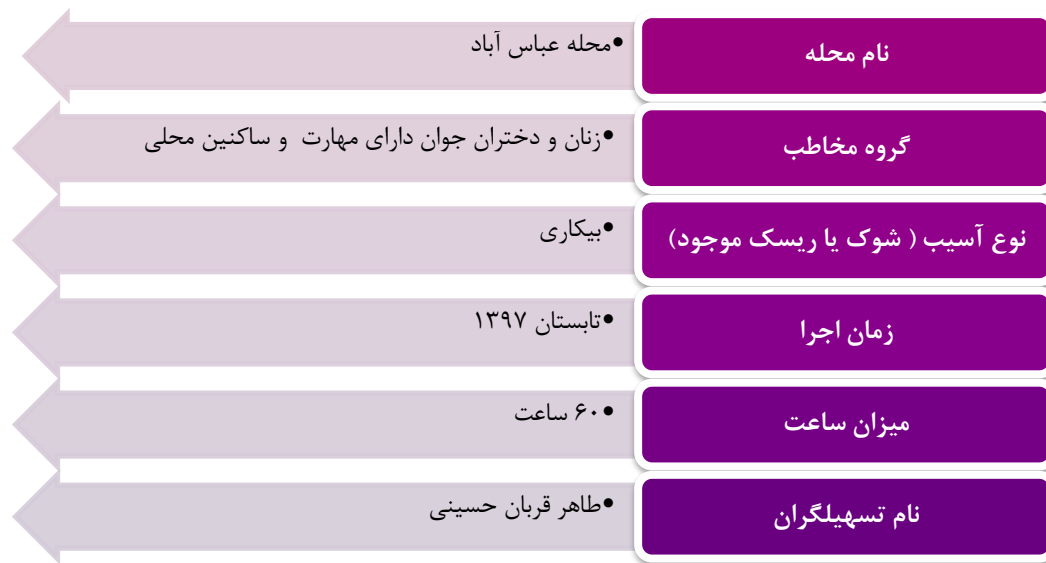 نام محله
•محله عباس آباد
گروه مخاطب
•زنان و دختران جوان دارای مهارت و ساکنین محلی
نوع آسیب ( شوک یا ریسک موجود)
•بیکاری
زمان اجرا
•تابستان ۱۳۹۷
میزان ساعت
•۶۰ ساعت
نام تسهیلگران
•طاهر قربان حسینی